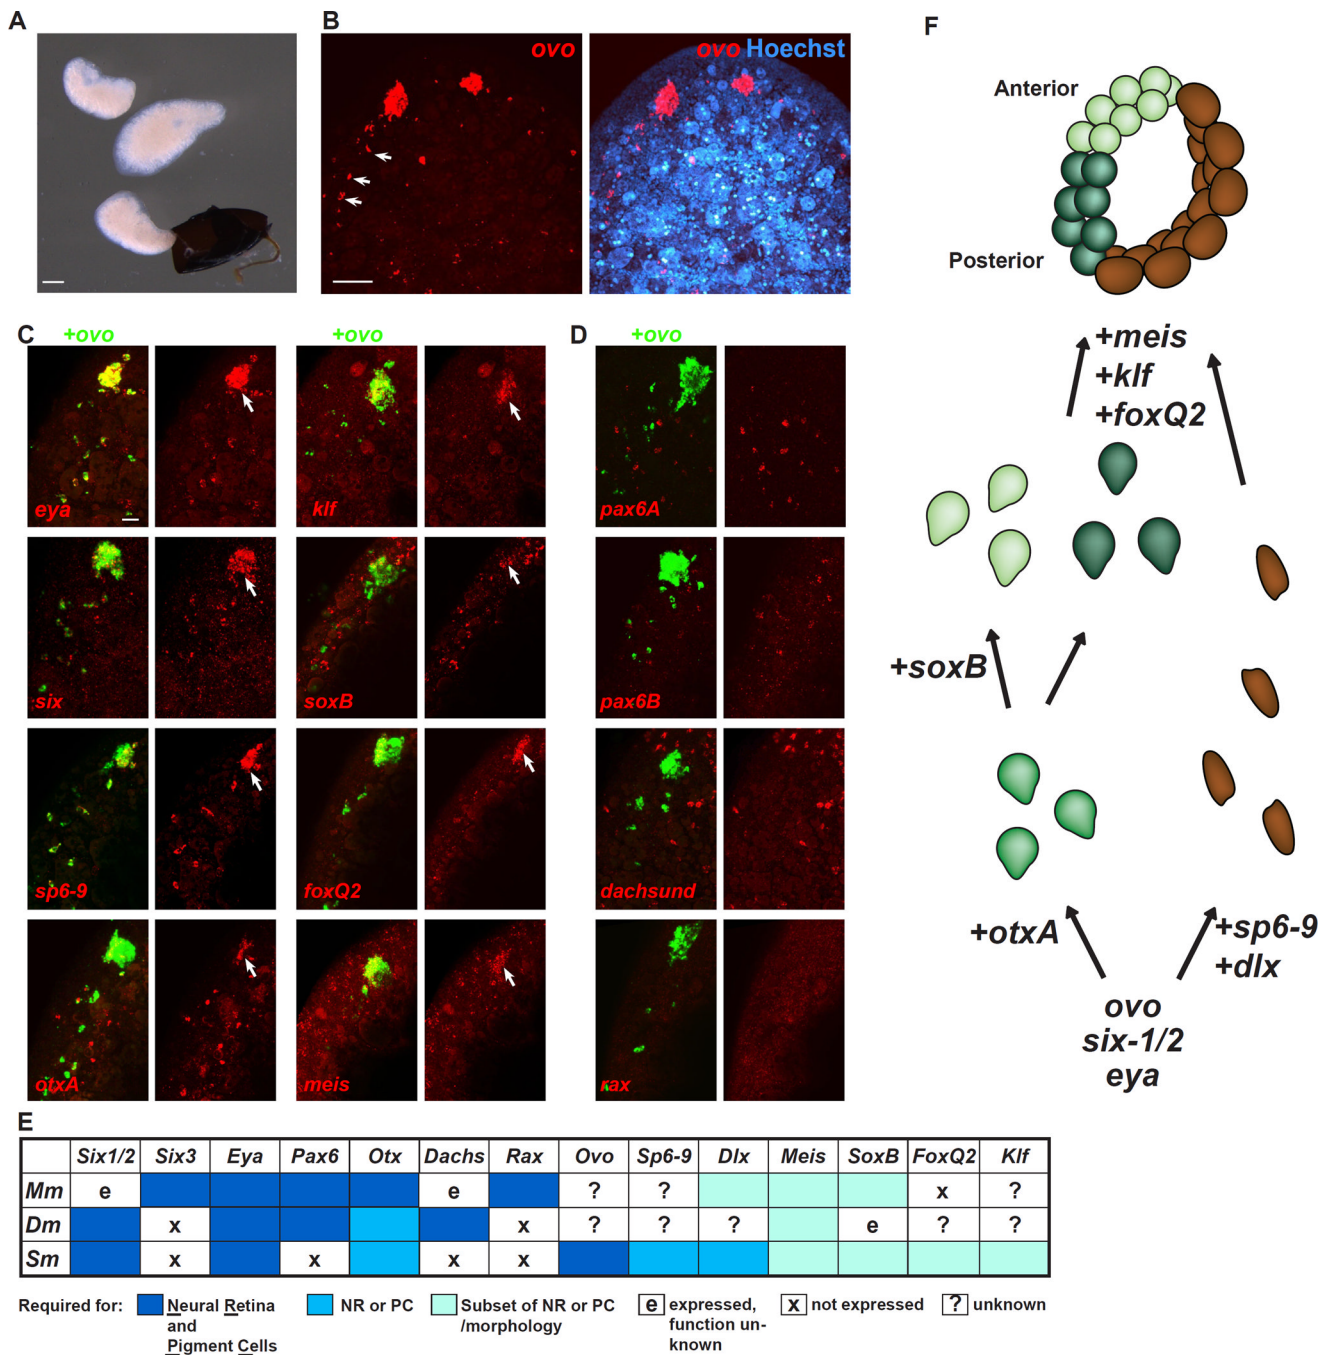 A
B
ovo
ovo Hoechst
F
Anterior
Posterior
C
+ovo
+ovo
D
+ovo
eya
klf
pax6A
six
soxB
pax6B
sp6-9
foxQ2
dachsund
otxA
meis
rax
+meis
+klf
+foxQ2
+soxB
+otxA
+sp6-9
+dlx
ovo
six-1/2
eya
E
Six1/2 Six3 Eya Pax6 Otx Dachs Rax Ovo Sp6-9 Dlx Meis SoxB FoxQ2 Klf
Mm e e ? ? x ?
Dm x x ? ? ? e ? ?
Sm x x x x
Required for:
Neural Retina
and
Pigment Cells
NR or PC
Subset of NR or PC
/morphology
e expressed,
function un-
known
x not expressed
? unknown